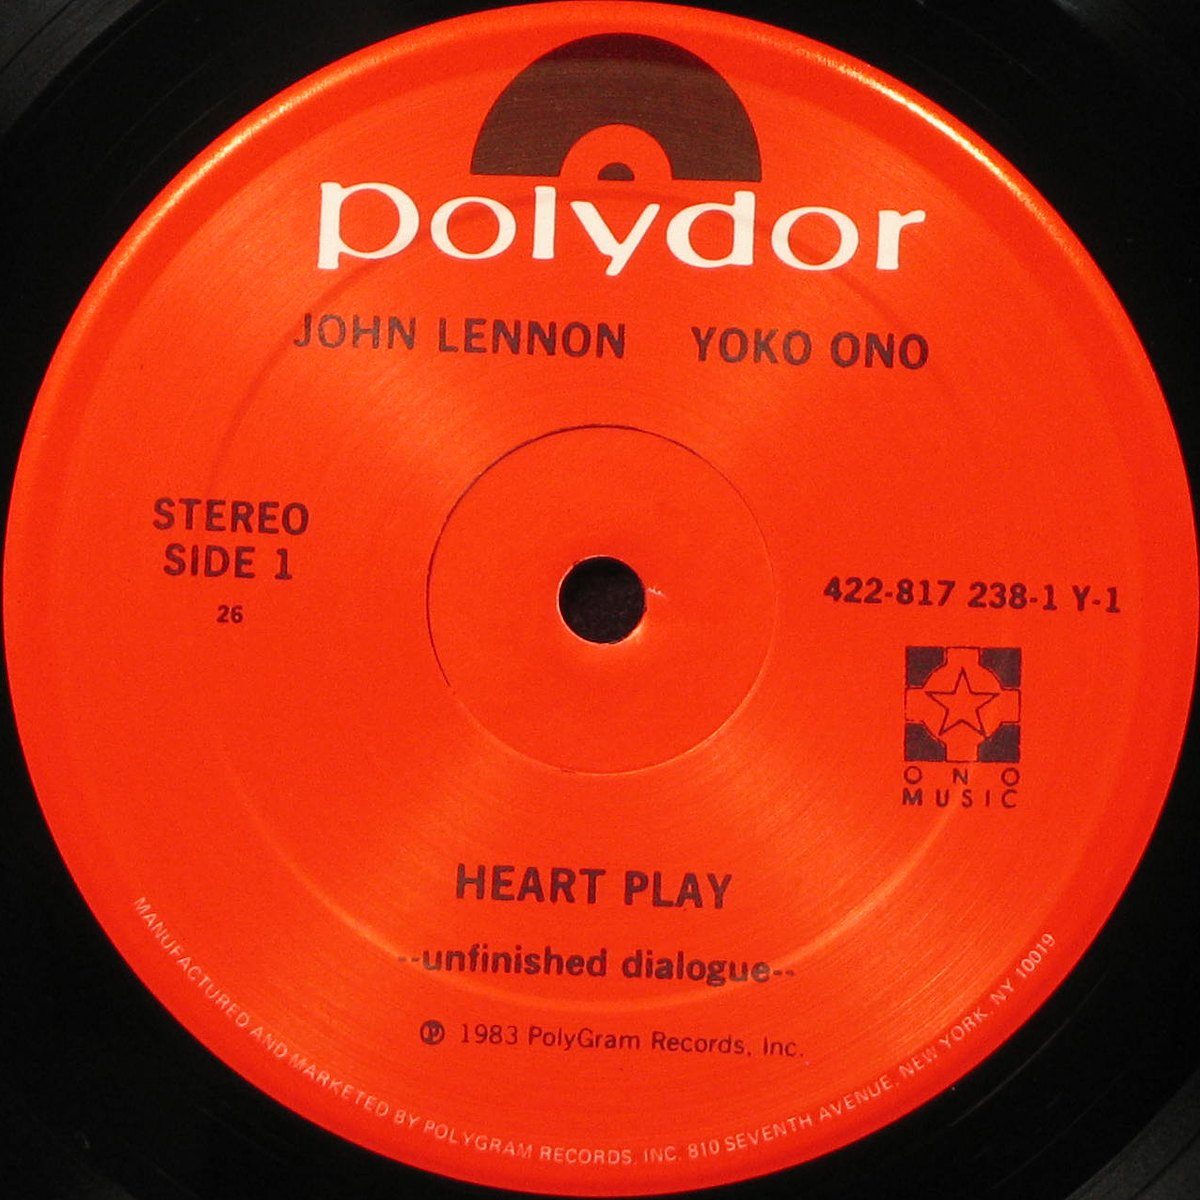 polydor
JOHN LENNON YOKO ONO
STEREO
SIDE 1
26
422-817 238-1 Y-1
ONO
MUSIC
HEART PLAY
--unfinished dialogue--
℗ 1983 PolyGram Records, Inc.
MANUFACTURED AND MARKETED BY POLYGRAM RECORDS, INC. 810 SEVENTH AVENUE, NEW YORK, NY 10019